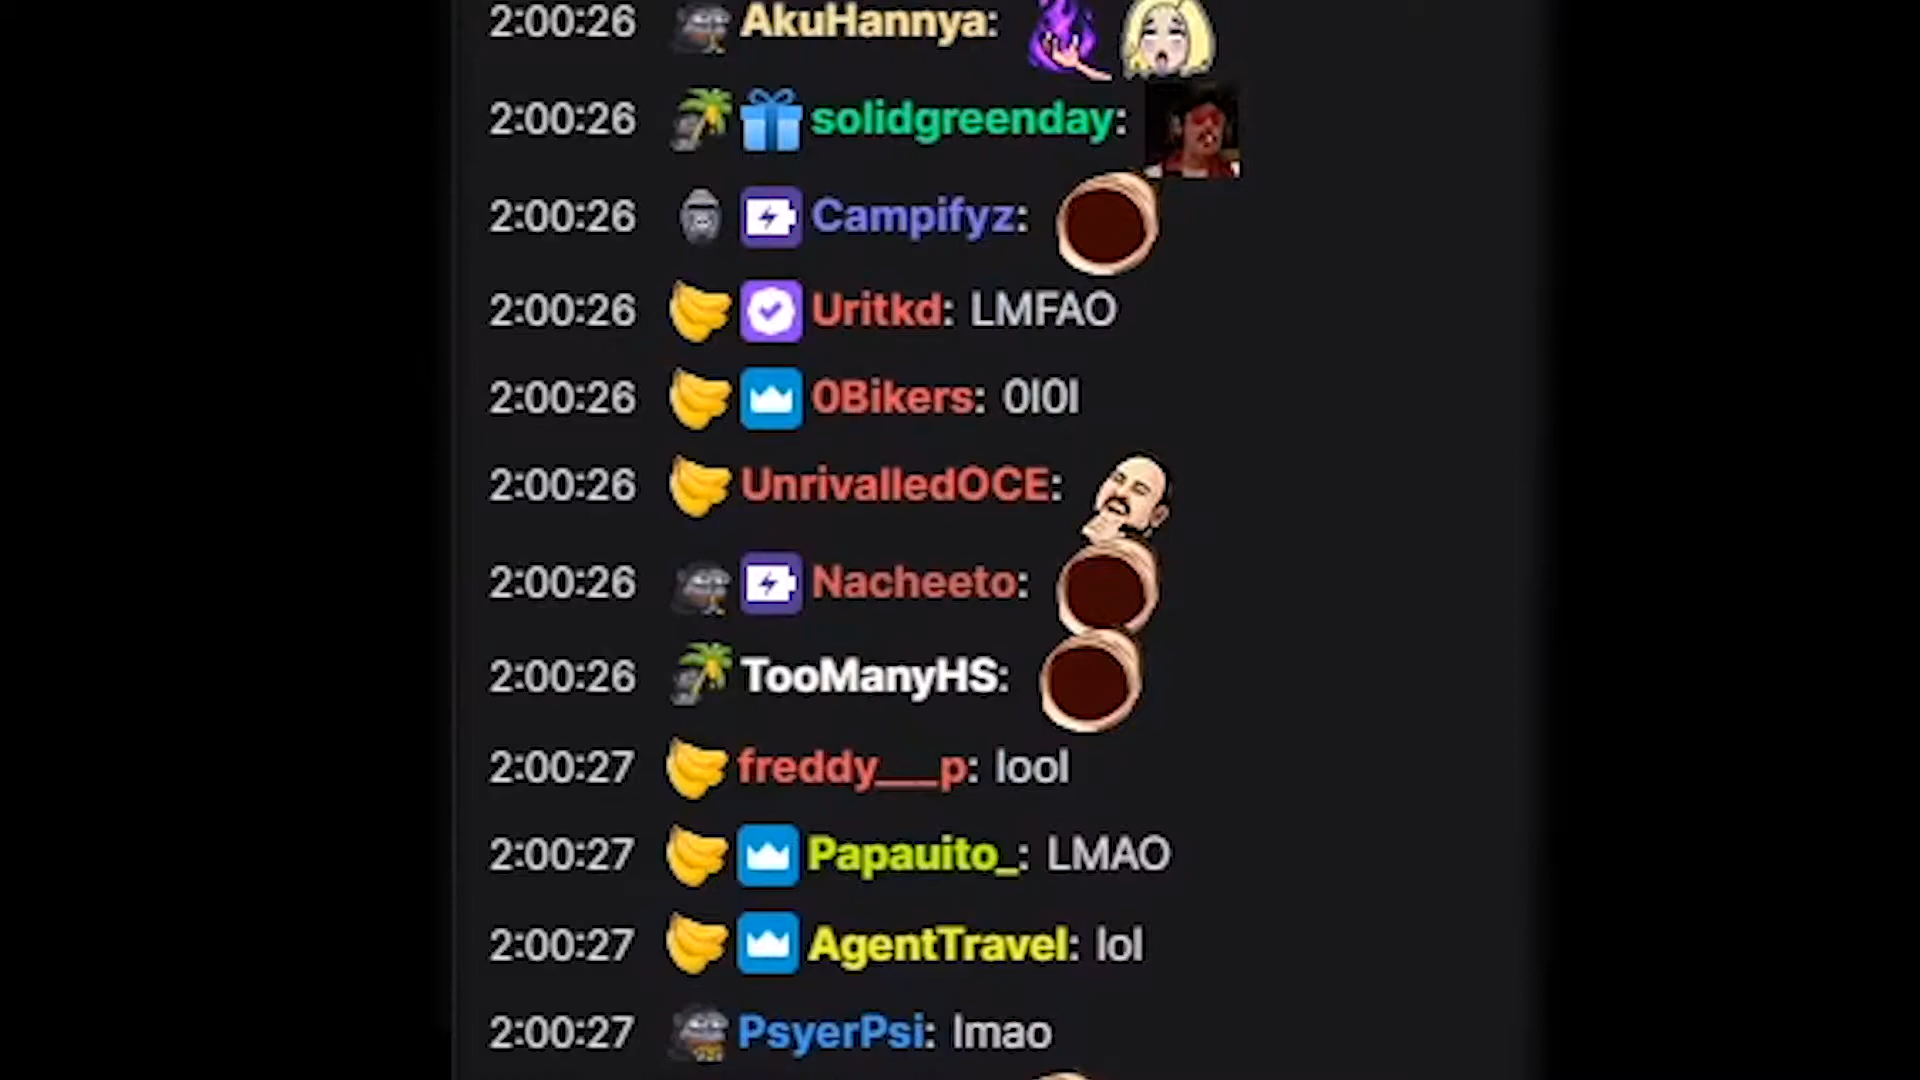 2:00:26 AkuHannya:
2:00:26 solidgreenday:
2:00:26 Campifyz:
2:00:26 Uritkd: LMFAO
2:00:26 0Bikers: 0l0l
2:00:26 UnrivalledOCE:
2:00:26 Nacheeto:
2:00:26 TooManyHS:
2:00:27 freddy___p: lool
2:00:27 Papauito_: LMAO
2:00:27 AgentTravel: lol
2:00:27 PsyerPsi: lmao